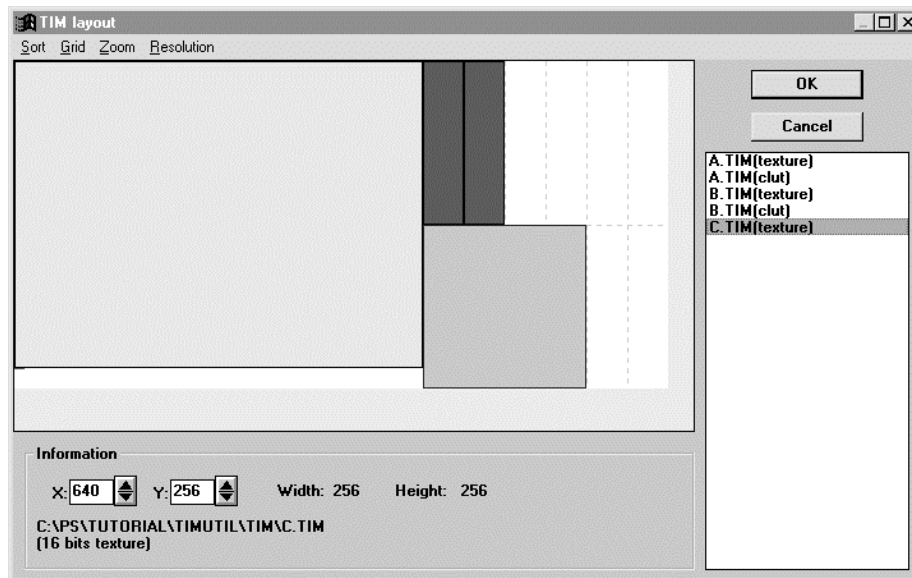 TIM layout
Sort Grid Zoom Resolution
OK
Cancel
A.TIM(texture)
A.TIM(clut)
B.TIM(texture)
B.TIM(clut)
C.TIM(texture)
Information
X: 640 Y: 256 Width: 256 Height: 256
C:\PS\TUTORIAL\TIMUTIL\TIM\C.TIM
(16 bits texture)